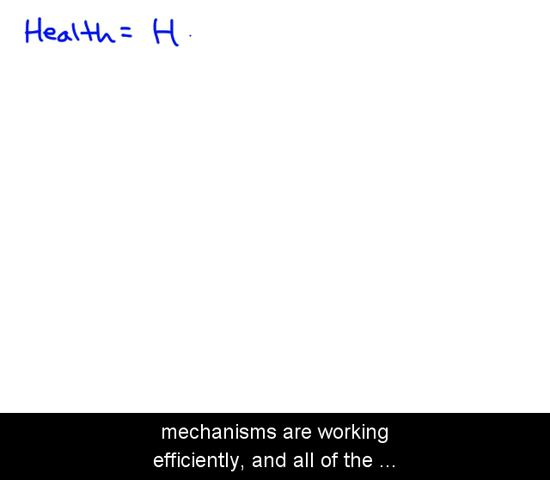 Health = H
mechanisms are working
efficiently, and all of the ...